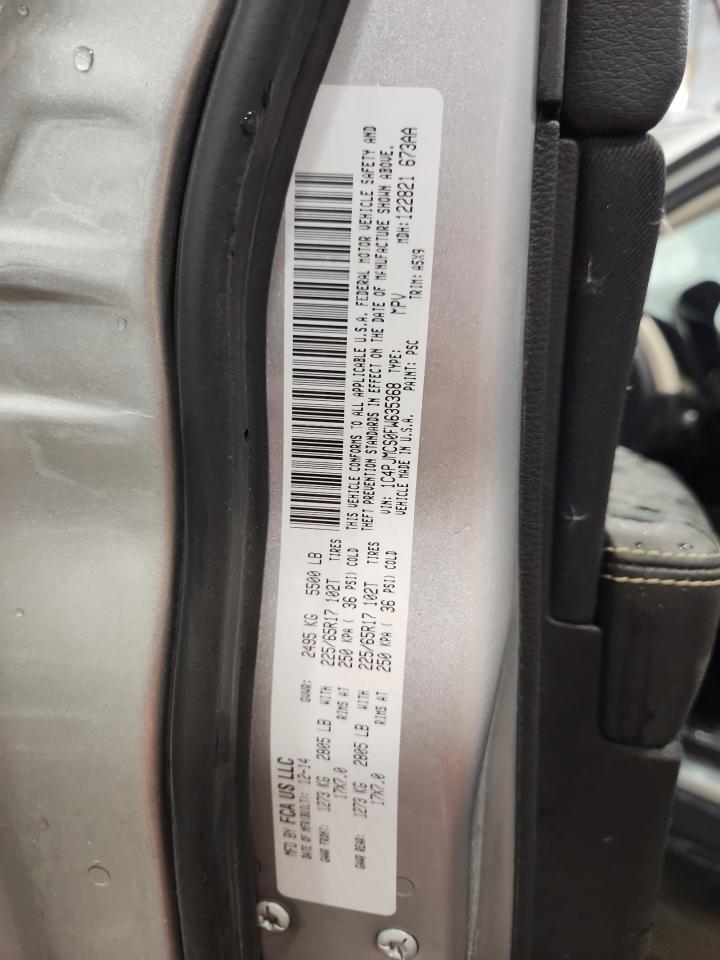 MFD BY FCA US LLC
DATE OF MFR(BUILT): 12-14 GVWR: 2495 KG 5500 LB
GAWR FRONT: 1273 KG 2805 LB WITH 225/65R17 102T TIRES
17X7.0 RIMS AT 250 KPA ( 36 PSI) COLD
GAWR REAR: 1273 KG 2805 LB WITH 225/65R17 102T TIRES
17X7.0 RIMS AT 250 KPA ( 36 PSI) COLD
THIS VEHICLE CONFORMS TO ALL APPLICABLE U.S.A. FEDERAL MOTOR VEHICLE SAFETY AND
THEFT PREVENTION STANDARDS IN EFFECT ON THE DATE OF MANUFACTURE SHOWN ABOVE.
VIN: 1C4PJMCS0FW635368 TYPE: MPV MDH:122821 673AA
VEHICLE MADE IN U.S.A. PAINT: PSC TRIM: A5X9